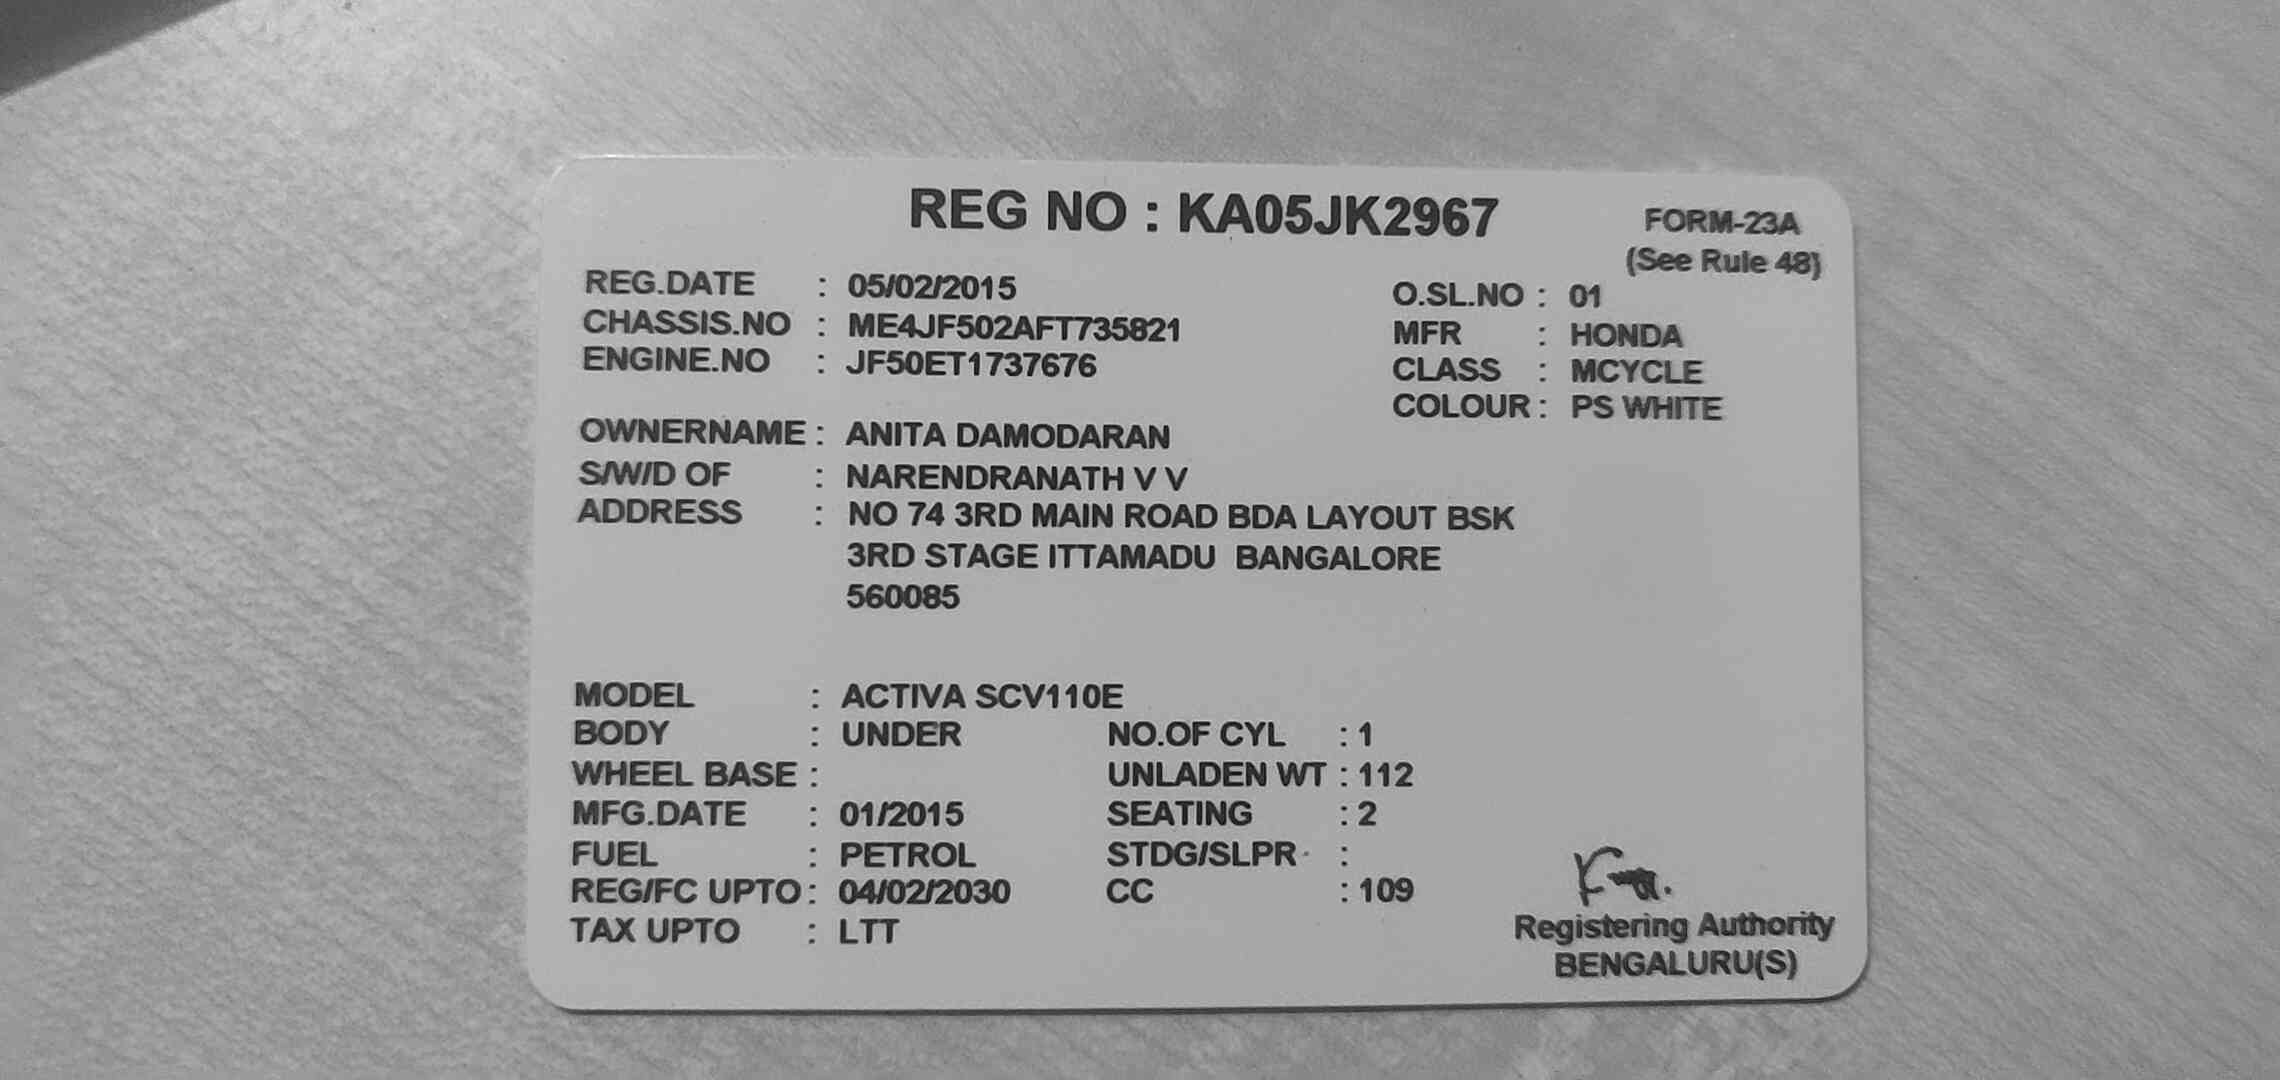 REG NO : KA05JK2967
FORM-23A
(See Rule 48)
REG.DATE : 05/02/2015 O.SL.NO : 01
CHASSIS.NO : ME4JF502AFT735821 MFR : HONDA
ENGINE.NO : JF50ET1737676 CLASS : MCYCLE
COLOUR : PS WHITE
OWNERNAME : ANITA DAMODARAN
S/W/D OF : NARENDRANATH V V
ADDRESS : NO 74 3RD MAIN ROAD BDA LAYOUT BSK
3RD STAGE ITTAMADU BANGALORE
560085
MODEL : ACTIVA SCV110E
BODY : UNDER NO.OF CYL : 1
WHEEL BASE : UNLADEN WT : 112
MFG.DATE : 01/2015 SEATING : 2
FUEL : PETROL STDG/SLPR :
REG/FC UPTO : 04/02/2030 CC : 109
TAX UPTO : LTT
Registering Authority
BENGALURU(S)